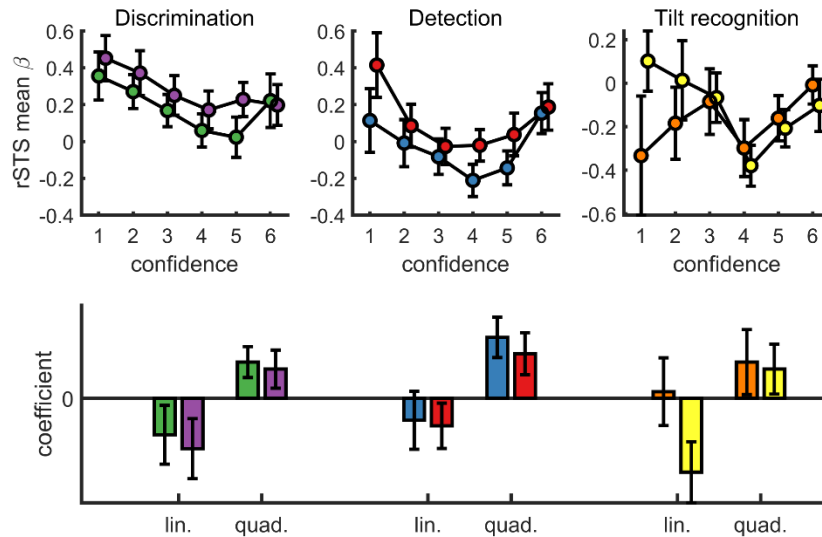 Discrimination
Detection
Tilt recognition
rSTS mean β
0.6
0.4
0.2
0
-0.2
-0.4
1 2 3 4 5 6
confidence
0.6
0.4
0.2
0
-0.2
-0.4
1 2 3 4 5 6
confidence
0.2
0
-0.2
-0.4
-0.6
1 2 3 4 5 6
confidence
coefficient
0
lin. quad. lin. quad. lin. quad.